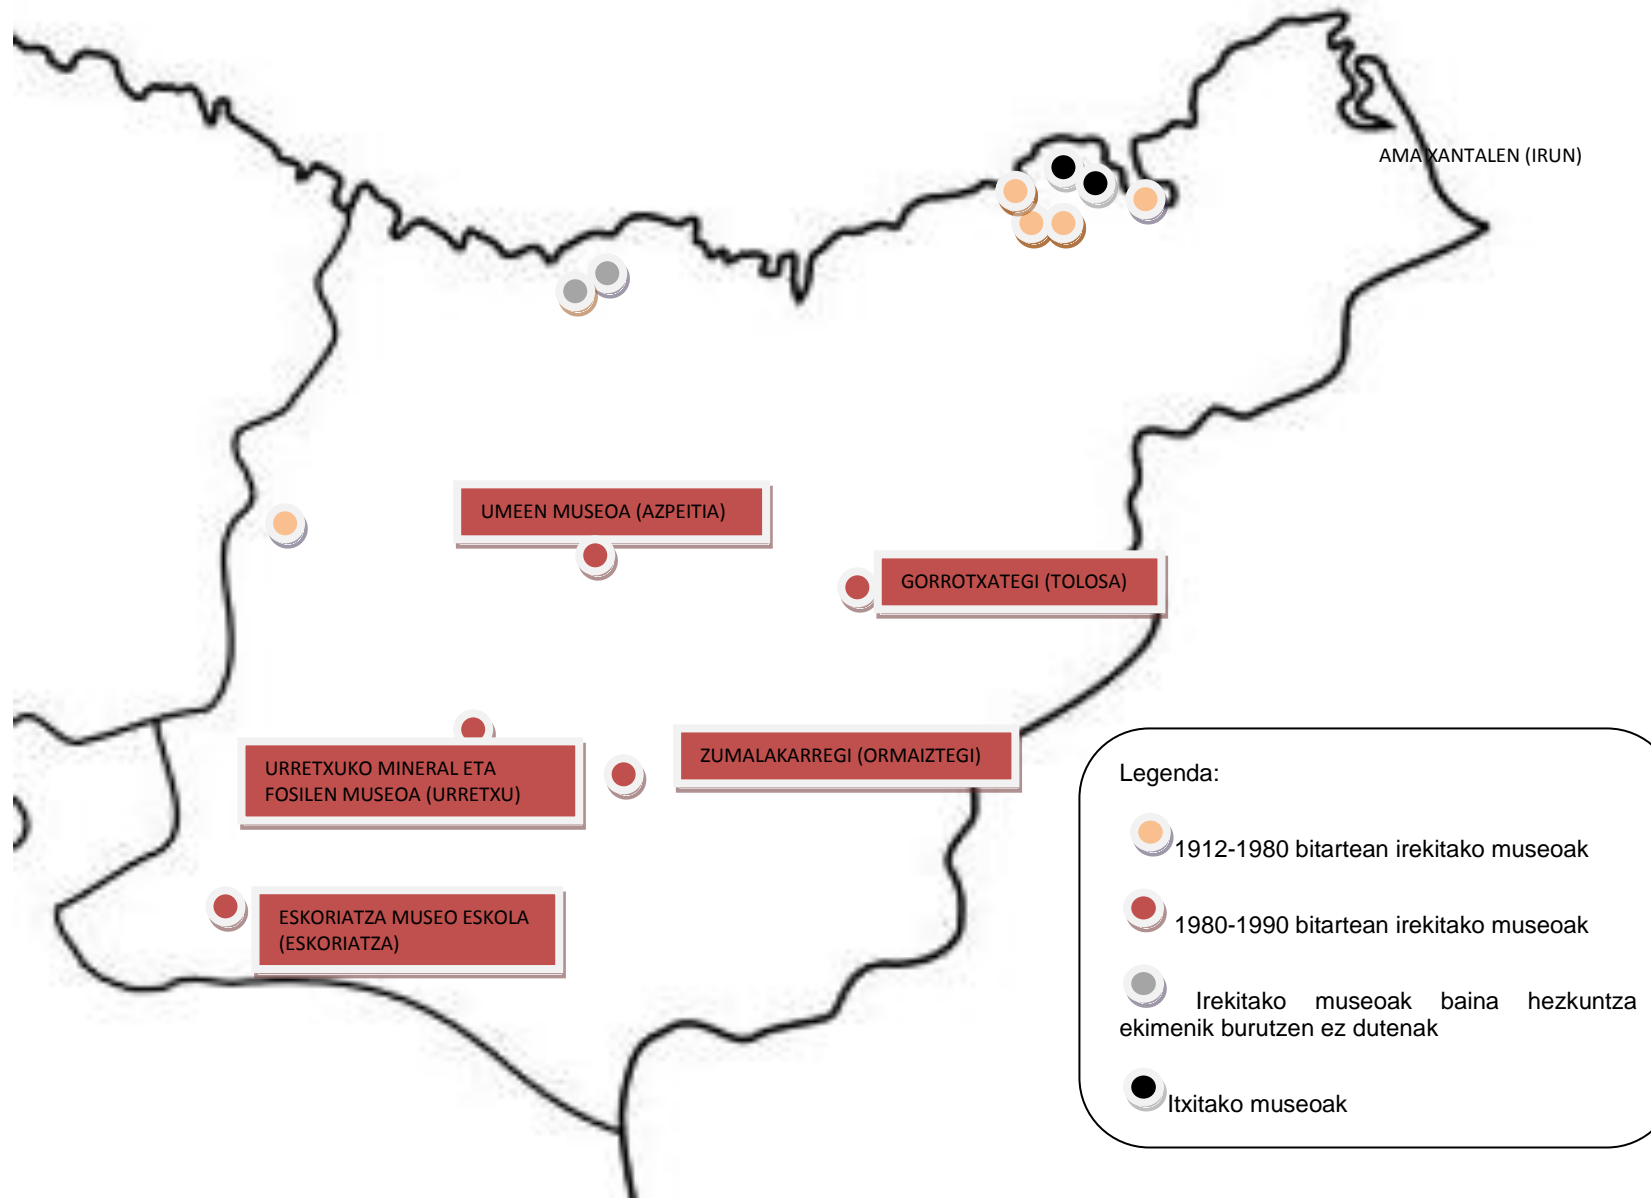 AMA XANTALEN (IRUN)
UMEEN MUSEOA (AZPEITIA)
GORROTXATEGI (TOLOSA)
URRETXUKO MINERAL ETA
FOSILEN MUSEOA (URRETXU)
ZUMALAKARREGI (ORMAIZTEGI)
ESKORIATZA MUSEO ESKOLA
(ESKORIATZA)
Legenda:
1912-1980 bitartean irekitako museoak
1980-1990 bitartean irekitako museoak
Irekitako museoak baina hezkuntza
ekimenik burutzen ez dutenak
Itxitako museoak